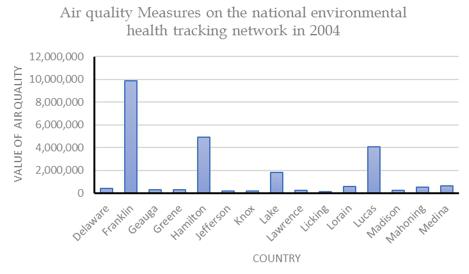 Air quality Measures on the national environmental
health tracking network in 2004
12,000,000
10,000,000
8,000,000
6,000,000
4,000,000
2,000,000
0
VALUE OF AIR QUALITY
Delaware
Franklin
Geauga
Greene
Hamilton
Jefferson
Knox
Lake
Lawrence
Licking
Lorain
Lucas
Madison
Mahoning
Medina
COUNTRY